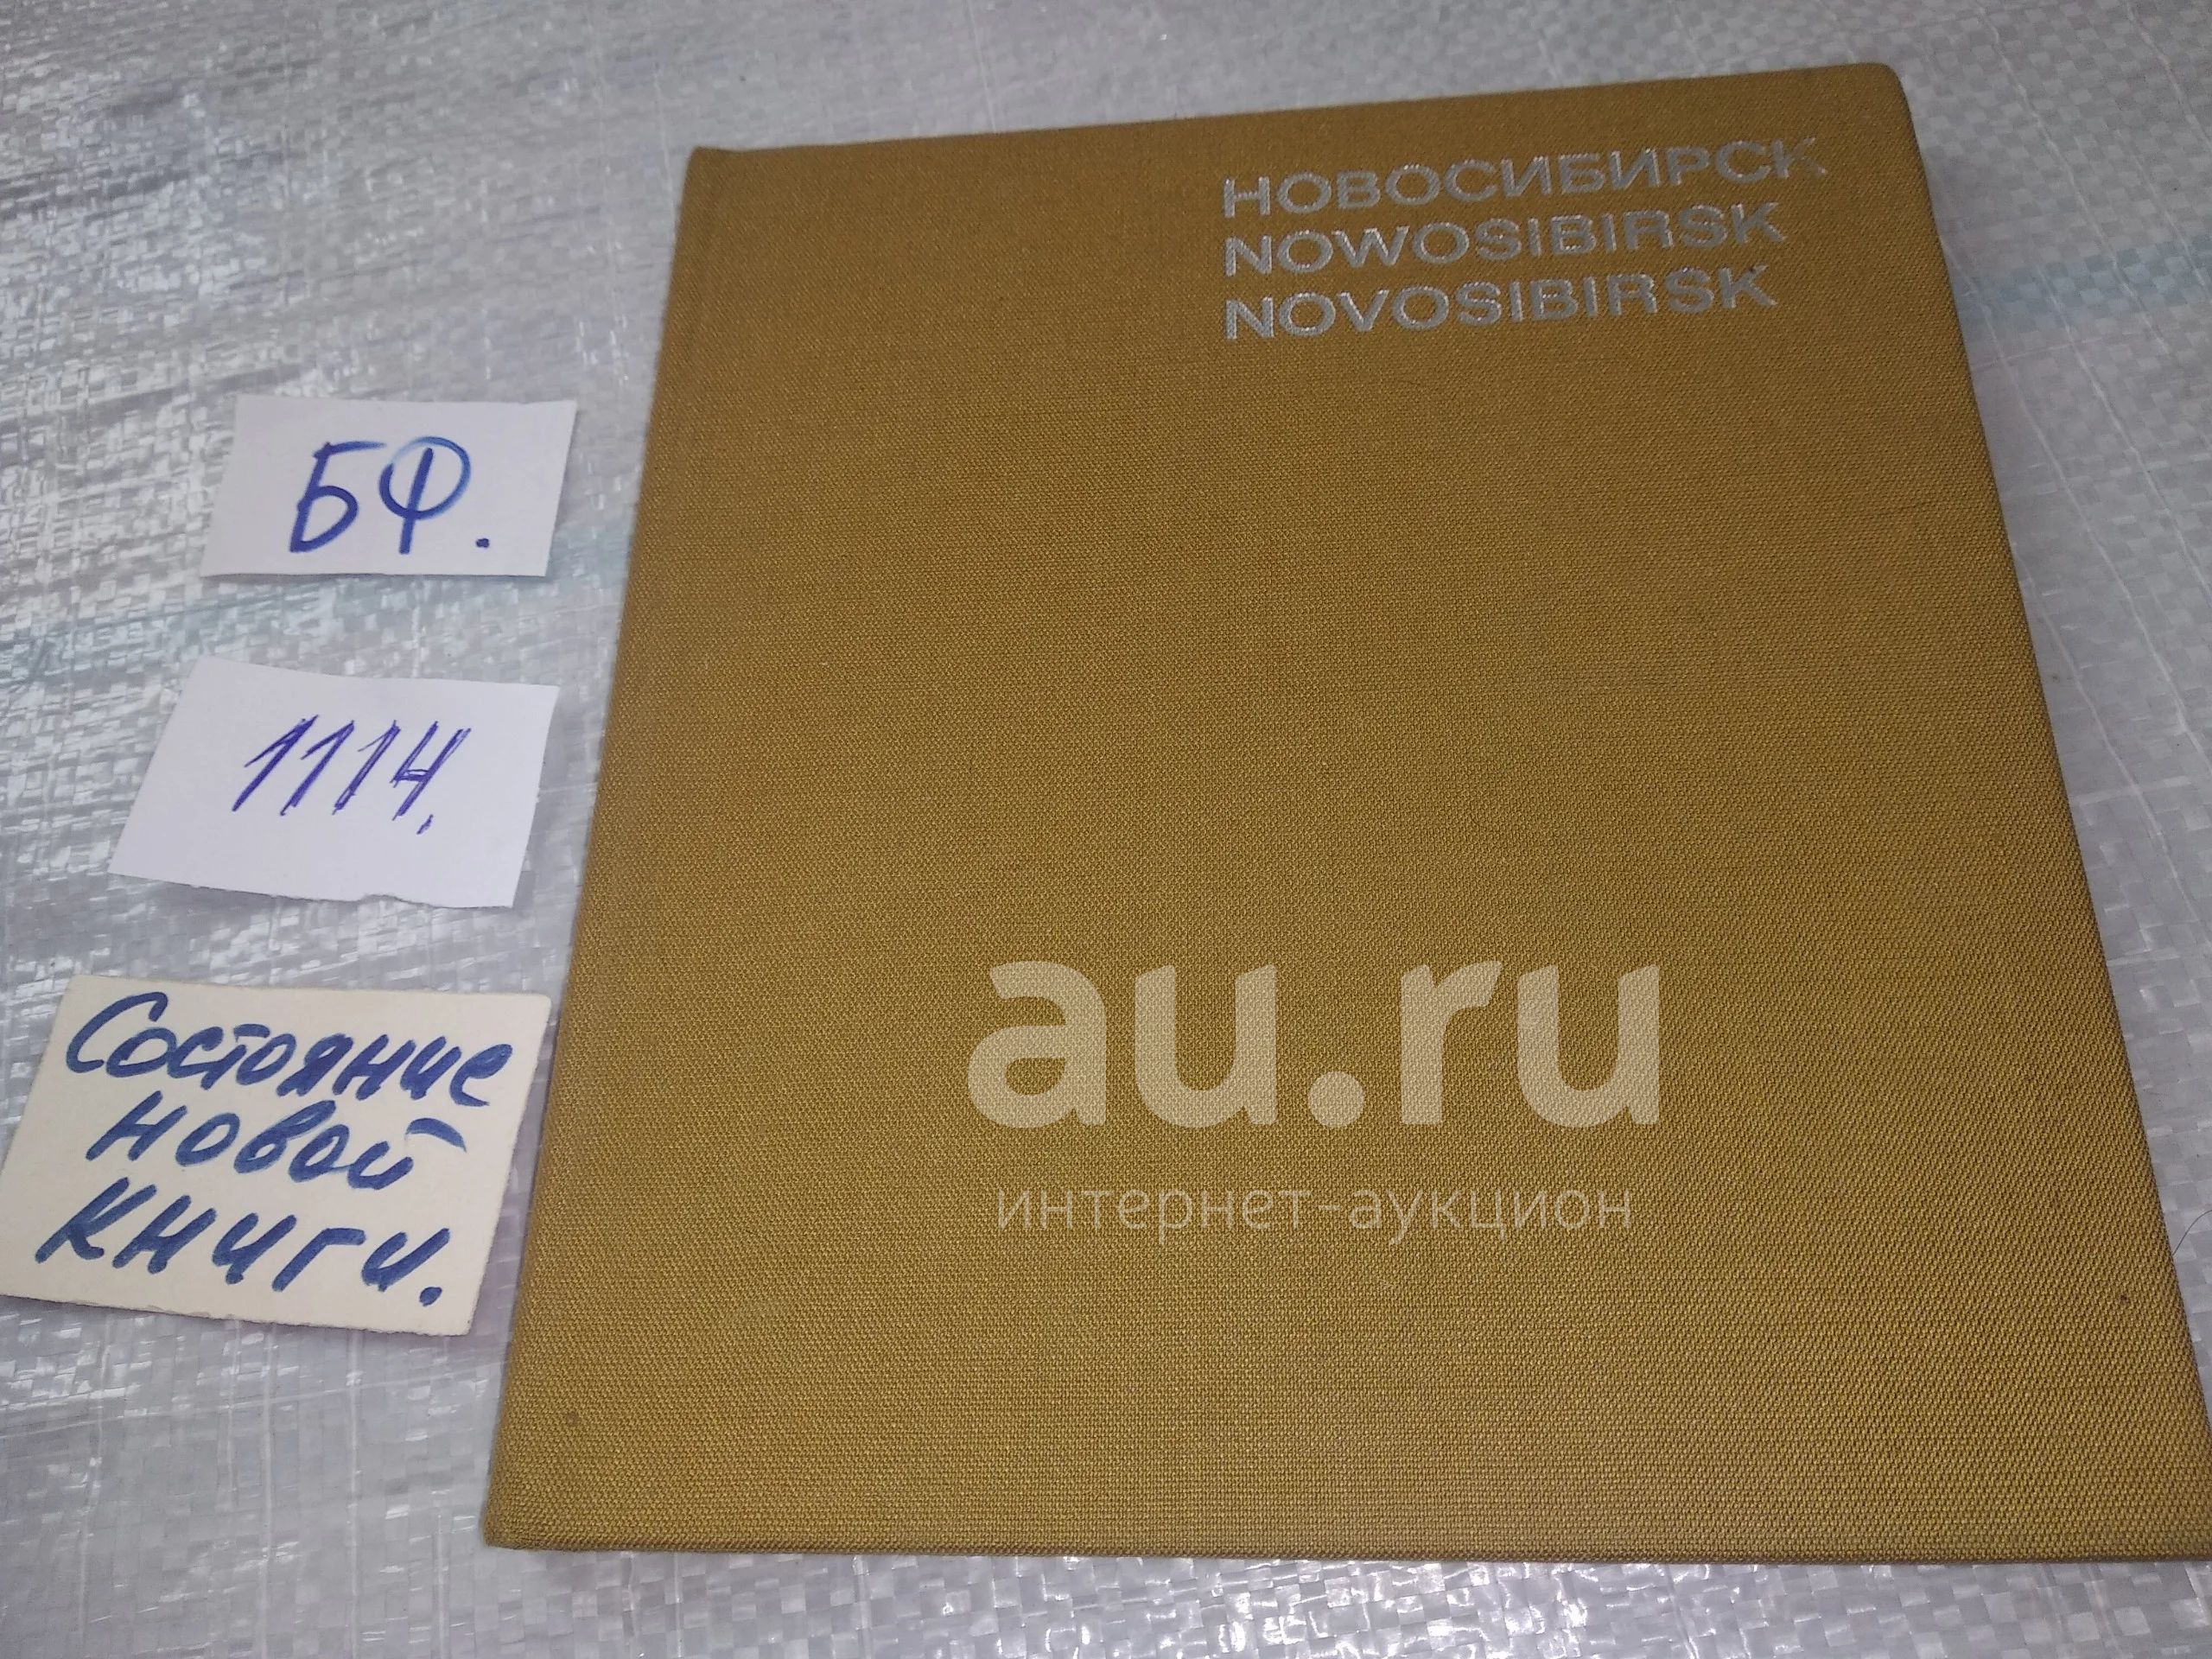 НОВОСИБИРСК
NOWOSIBIRSK
NOVOSIBIRSK
БФ.
1114.
Состояние
новой
книги.
au.ru
интернет-аукцион